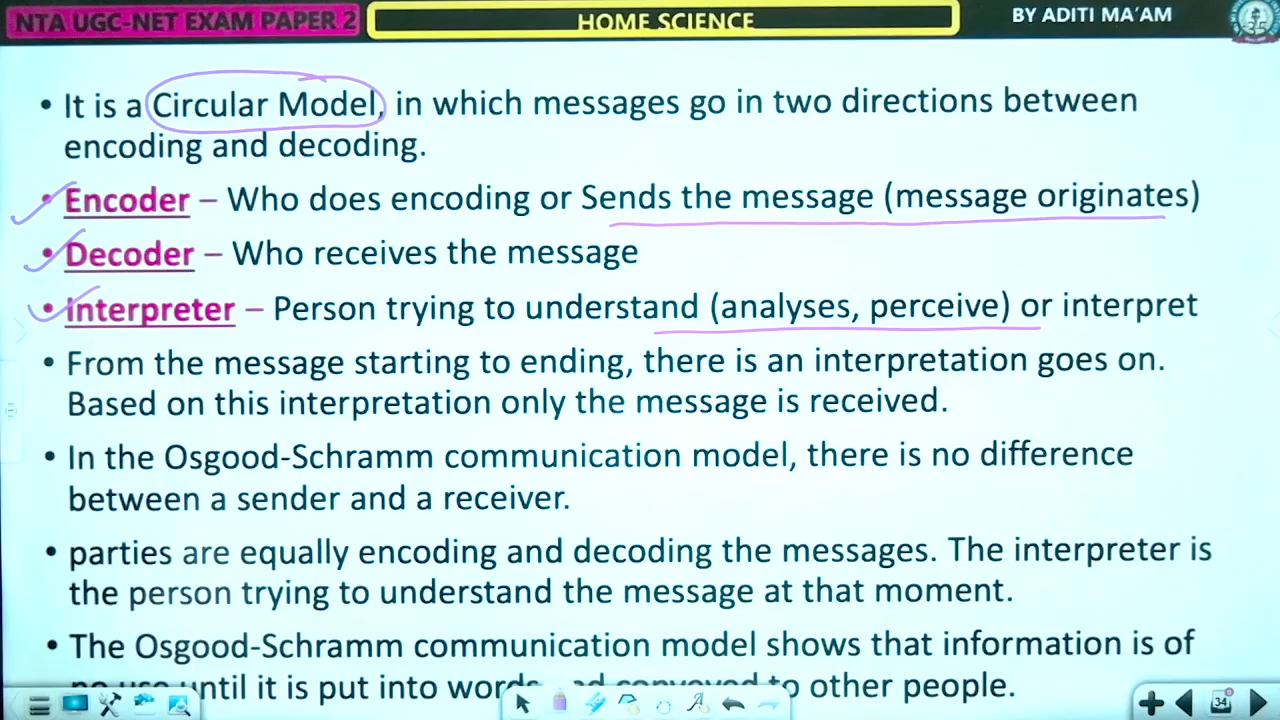 NTA UGC-NET EXAM PAPER 2
HOME SCIENCE
BY ADITI MA'AM
• It is a Circular Model, in which messages go in two directions between
encoding and decoding.
• Encoder – Who does encoding or Sends the message (message originates)
• Decoder – Who receives the message
• Interpreter – Person trying to understand (analyses, perceive) or interpret
• From the message starting to ending, there is an interpretation goes on.
Based on this interpretation only the message is received.
• In the Osgood-Schramm communication model, there is no difference
between a sender and a receiver.
• parties are equally encoding and decoding the messages. The interpreter is
the person trying to understand the message at that moment.
• The Osgood-Schramm communication model shows that information is of
no use until it is put into words and conveyed to other people.
34